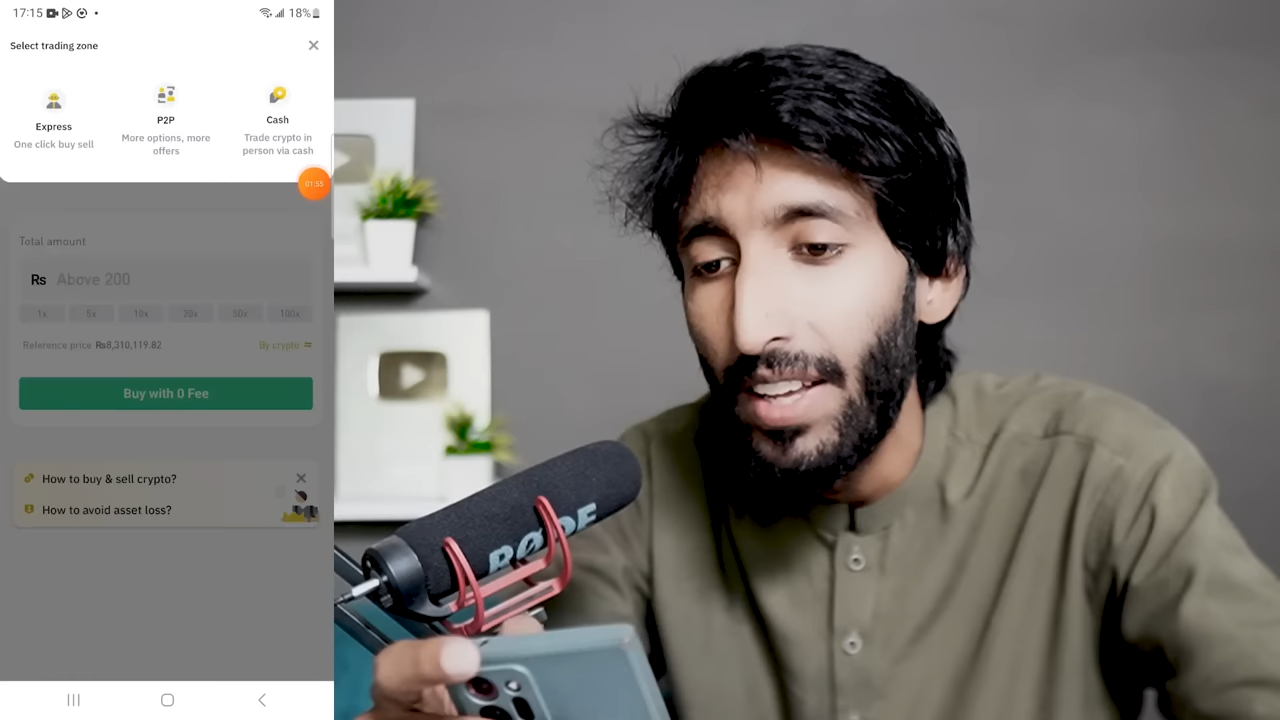 17:15
18%
Select trading zone
Express
One click buy sell
P2P
More options, more
offers
Cash
Trade crypto in
person via cash
01:55
Total amount
Rs Above 200
1x 5x 10x 20x 50x 100x
Reference price Rs8,310,119.82
By crypto
Buy with 0 Fee
How to buy & sell crypto?
How to avoid asset loss?
RØDE